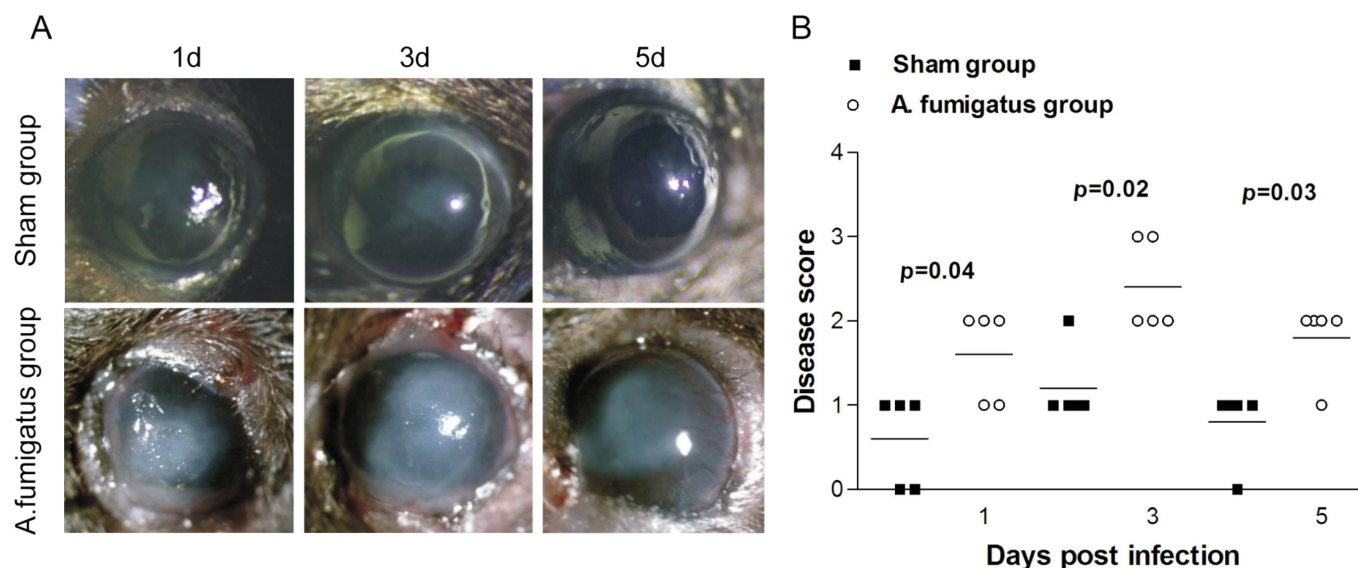 A
1d 3d 5d
Sham group
A.fumigatus group
B
Sham group
A. fumigatus group
Disease score
4
3
2
1
0
p=0.04
p=0.02
p=0.03
1 3 5
Days post infection